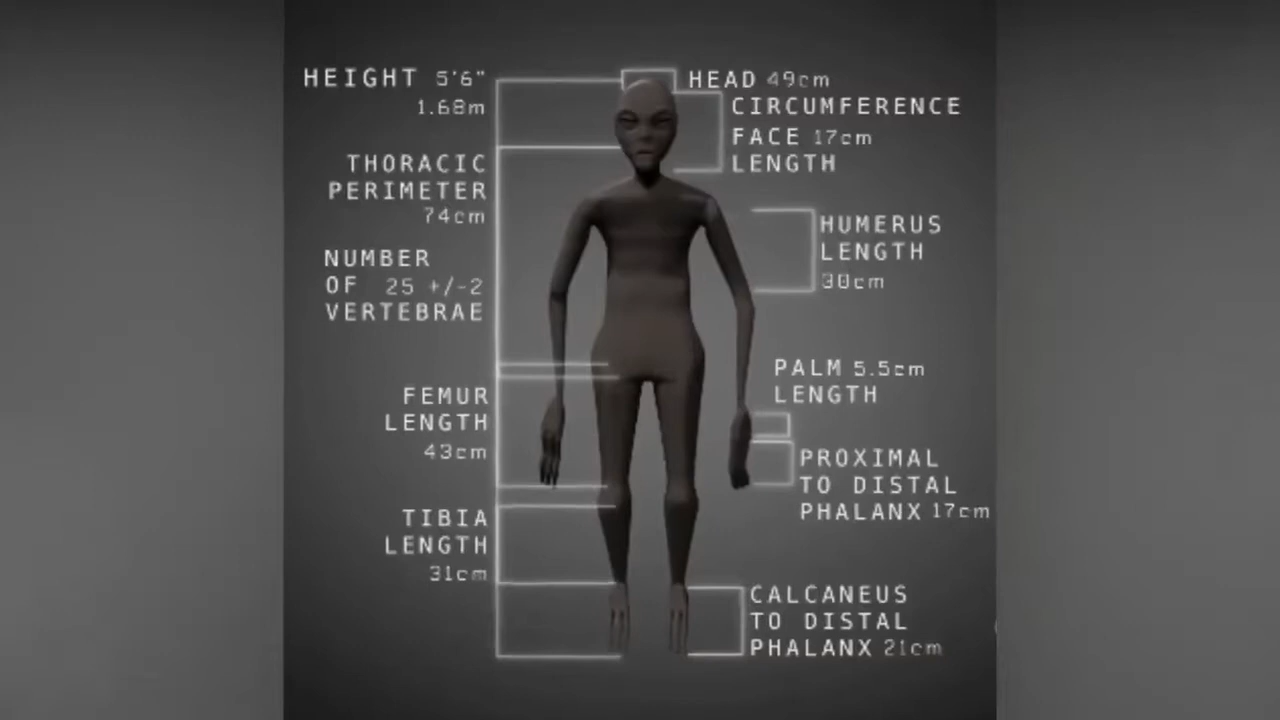 HEIGHT 5'6"
1.68m
THORACIC
PERIMETER
74cm
NUMBER
OF 25 +/-2
VERTEBRAE
FEMUR
LENGTH
43cm
TIBIA
LENGTH
31cm
HEAD 49cm
CIRCUMFERENCE
FACE 17cm
LENGTH
HUMERUS
LENGTH
30cm
PALM 5.5cm
LENGTH
PROXIMAL
TO DISTAL
PHALANX 17cm
CALCANEUS
TO DISTAL
PHALANX 21cm